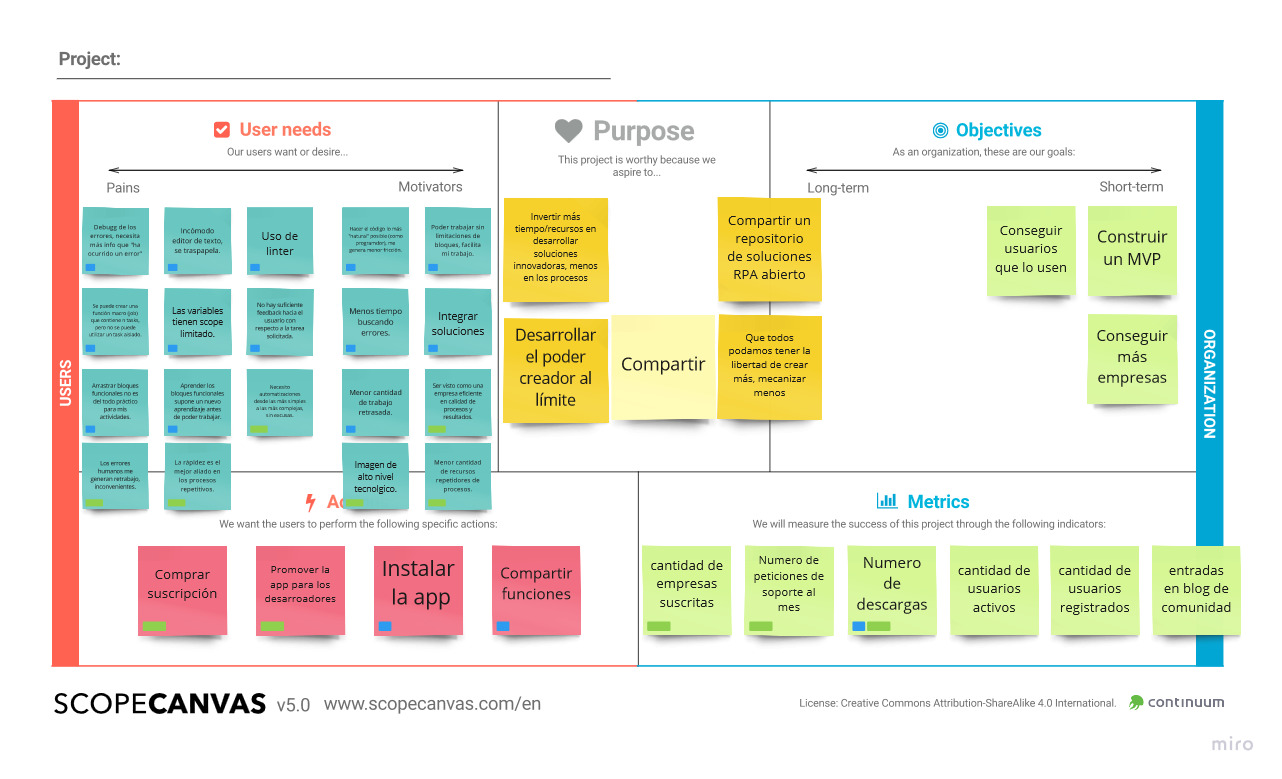 Project:
USERS
User needs
Our users want or desire...
Pains
Motivators
Debugg de los
errores, necesita
más info que "ha
ocurrido un error"
Incómodo
editor de texto,
se traspapela.
Uso de
linter
Hacer el código lo más
"natural" posible (como
programador), me
genera menor fricción.
Poder trabajar sin
limitaciones de
bloques, facilita
mi trabajo.
Se puede crear una
función macro (job)
que contiene n tasks,
pero no se puede
utilizar un task aislado.
Las variables
tienen scope
limitado.
No hay suficiente
feedback hacia el
usuario con
respecto a la tarea
solicitada.
Menos tiempo
buscando
errores.
Integrar
soluciones
Arrastrar bloques
funcionales no es
del todo práctico
para mis
actividades.
Aprender los
bloques funcionales
supone un nuevo
aprendizaje antes
de poder trabajar.
Necesito
automatizaciones
desde las más simples
a las más complejas,
sin excusas.
Menor cantidad
de trabajo
retrasada.
Ser visto como una
empresa eficiente
en calidad de
procesos y
resultados.
Los errores
humanos me
generan retrabajo,
inconvenientes.
La rápidez es el
mejor aliado en
los procesos
repetitivos.
Imagen de
alto nivel
tecnolgico.
Menor cantidad
de recursos
repetidores de
procesos.
Purpose
This project is worthy because we
aspire to...
Invertir más
tiempo/recursos en
desarrollar
soluciones
innovadoras, menos
en los procesos
Compartir un
repositorio
de soluciones
RPA abierto
Desarrollar
el poder
creador al
límite
Compartir
Que todos
podamos tener la
libertad de crear
más, mecanizar
menos
Objectives
As an organization, these are our goals:
Long-term
Short-term
Conseguir
usuarios
que lo usen
Construir
un MVP
Conseguir
más
empresas
ORGANIZATION
We want the users to perform the following specific actions:
Comprar
suscripción
Promover la
app para los
desarroadores
Instalar
la app
Compartir
funciones
Metrics
We will measure the success of this project through the following indicators:
cantidad de
empresas
suscritas
Numero de
peticiones de
soporte al
mes
Numero
de
descargas
cantidad de
usuarios
activos
cantidad de
usuarios
registrados
entradas
en blog de
comunidad
SCOPECANVAS v5.0 www.scopecanvas.com/en
License: Creative Commons Attribution-ShareAlike 4.0 International.
continuum
miro